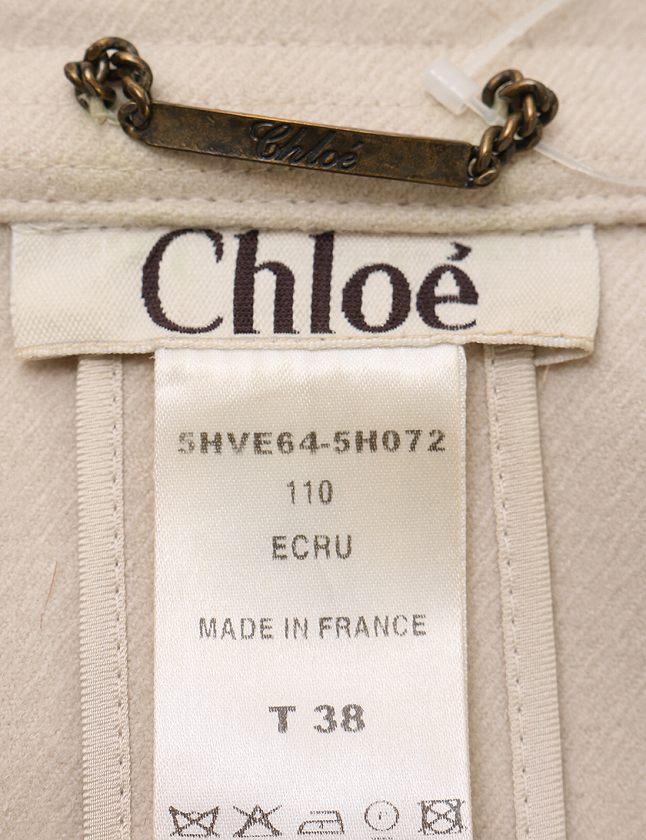 Chloé
Chloé
5HVE64-5H072
110
ECRU
MADE IN FRANCE
T 38